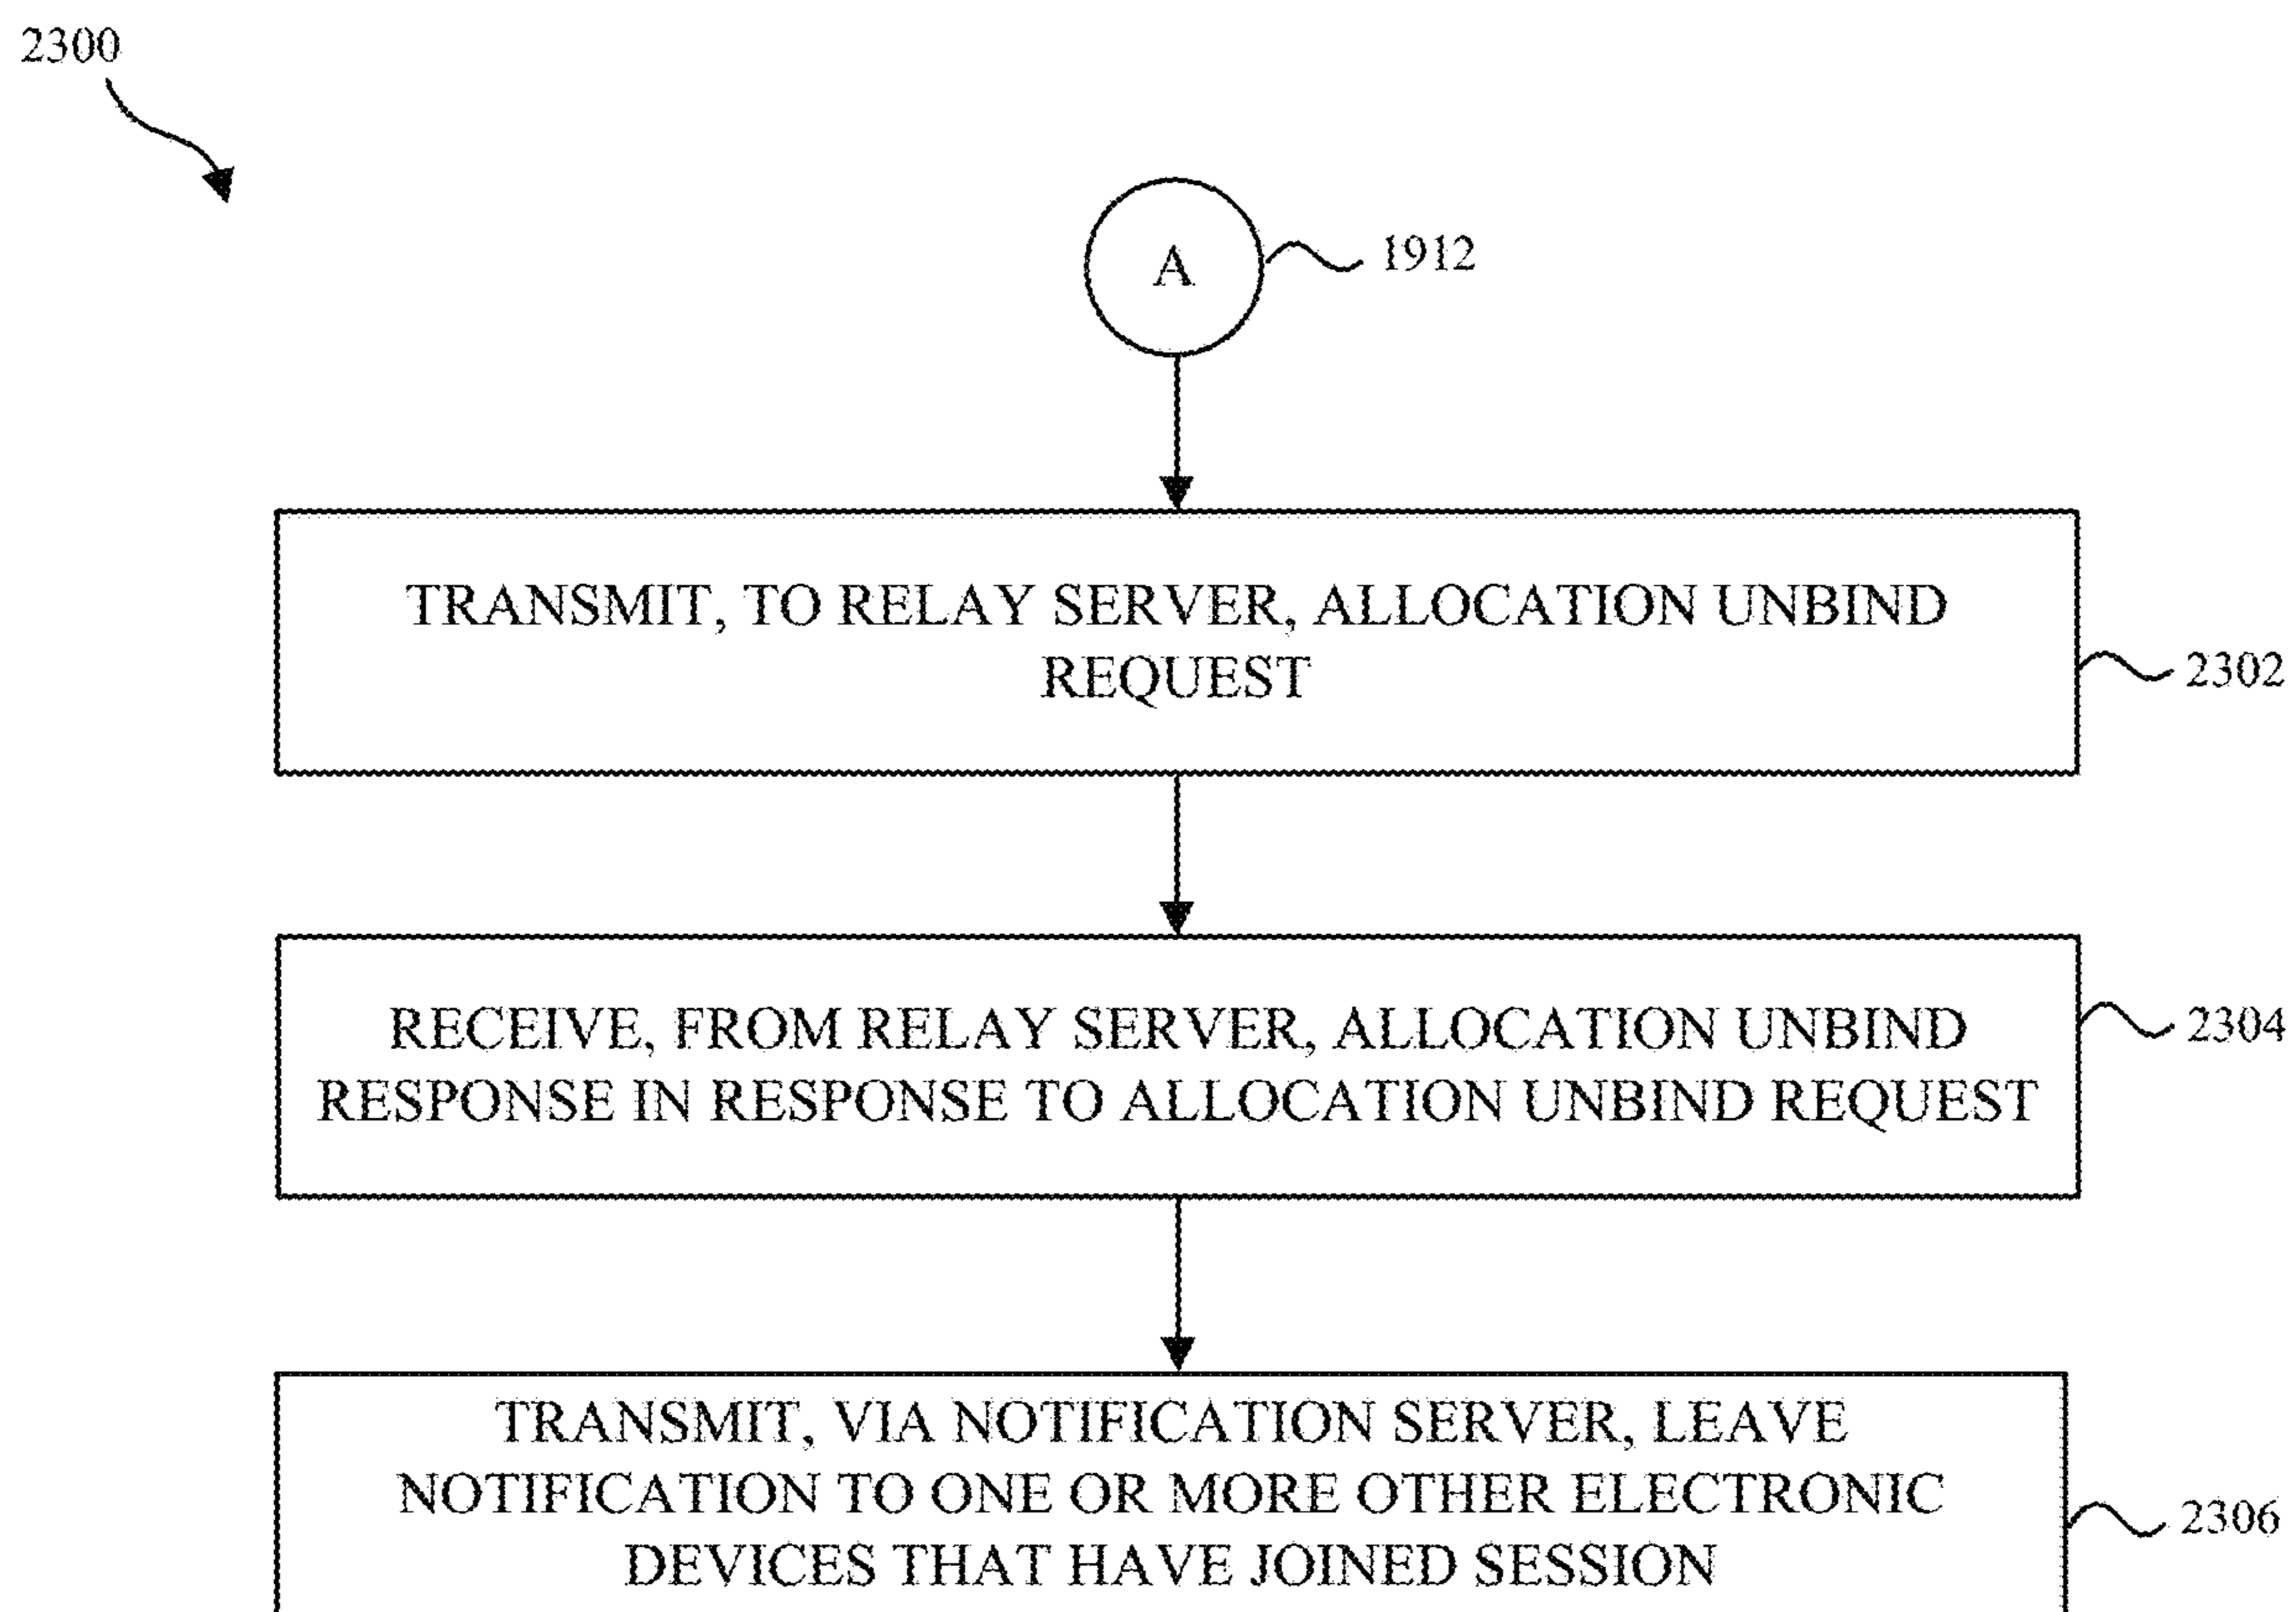 2300
A
1912
TRANSMIT, TO RELAY SERVER, ALLOCATION UNBIND
REQUEST
2302
RECEIVE, FROM RELAY SERVER, ALLOCATION UNBIND
RESPONSE IN RESPONSE TO ALLOCATION UNBIND REQUEST
2304
TRANSMIT, VIA NOTIFICATION SERVER, LEAVE
NOTIFICATION TO ONE OR MORE OTHER ELECTRONIC
DEVICES THAT HAVE JOINED SESSION
2306